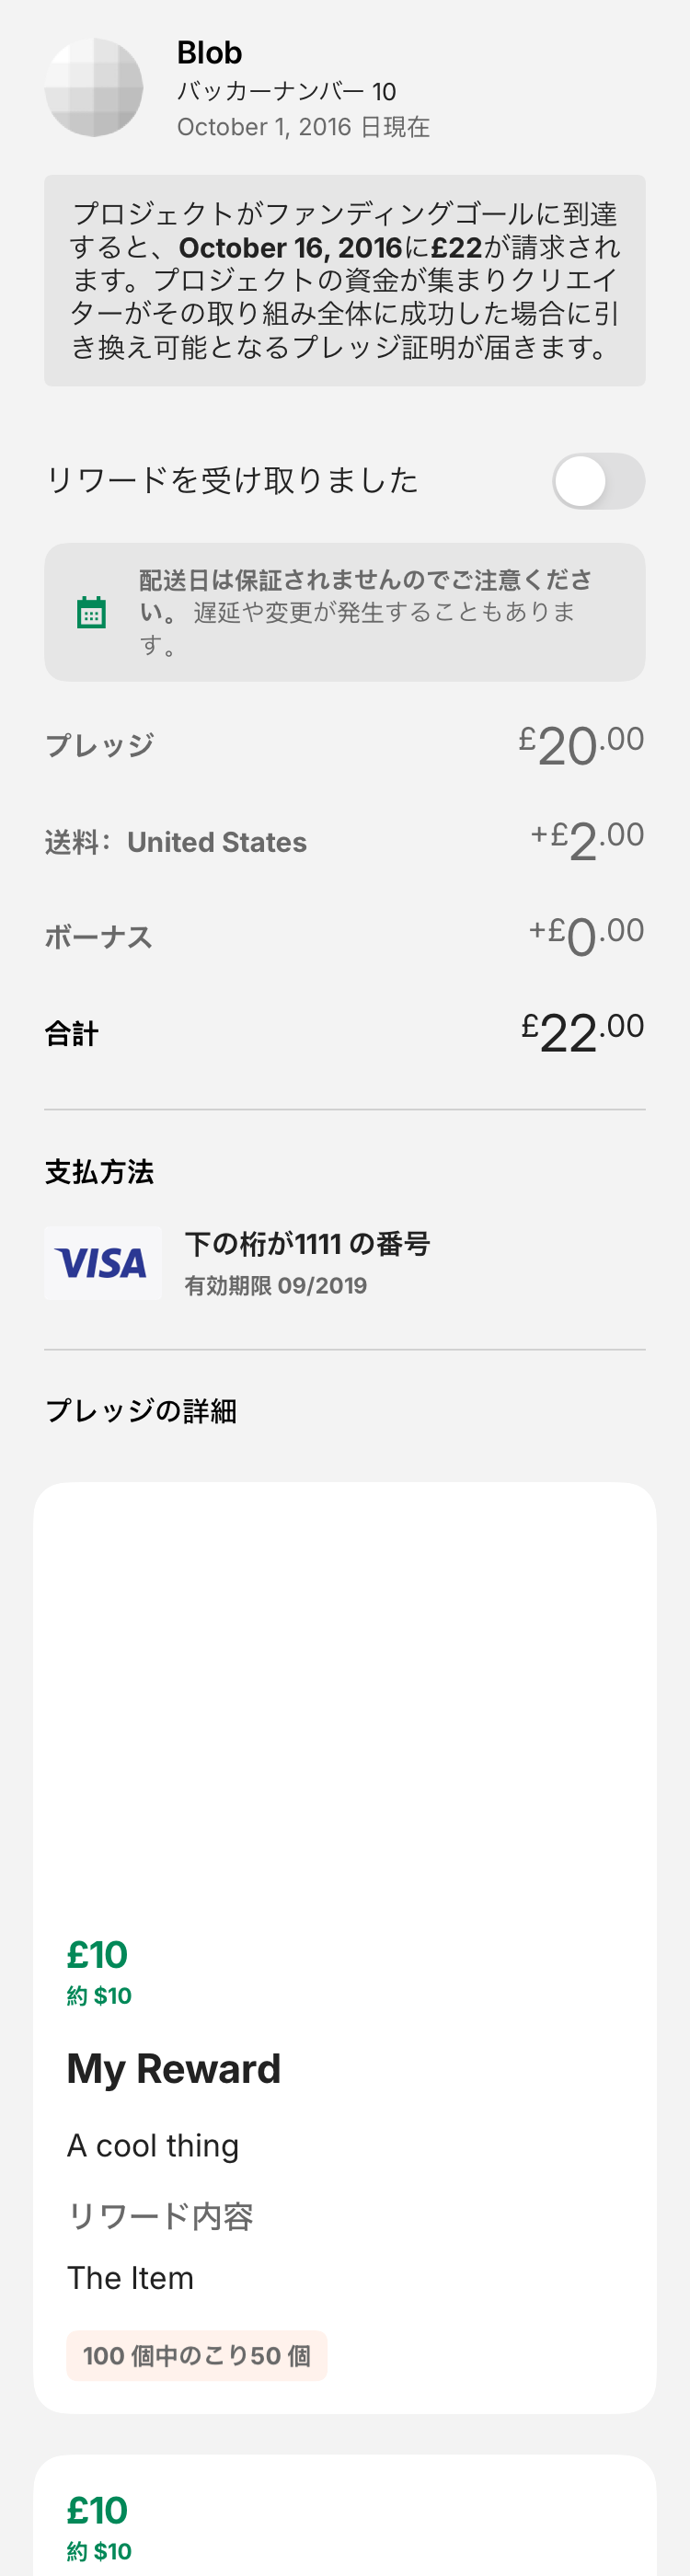 Blob
バッカーナンバー 10
October 1, 2016 日現在
プロジェクトがファンディングゴールに到達
すると、October 16, 2016に£22が請求され
ます。プロジェクトの資金が集まりクリエイ
ターがその取り組み全体に成功した場合に引
き換え可能となるプレッジ証明が届きます。
リワードを受け取りました
配送日は保証されませんのでご注意くださ
い。 遅延や変更が発生することもありま
す。
プレッジ £20.00
送料： United States +£2.00
ボーナス +£0.00
合計 £22.00
支払方法
VISA
下の桁が1111 の番号
有効期限 09/2019
プレッジの詳細
£10
約 $10
My Reward
A cool thing
リワード内容
The Item
100 個中のこり50 個
£10
約 $10